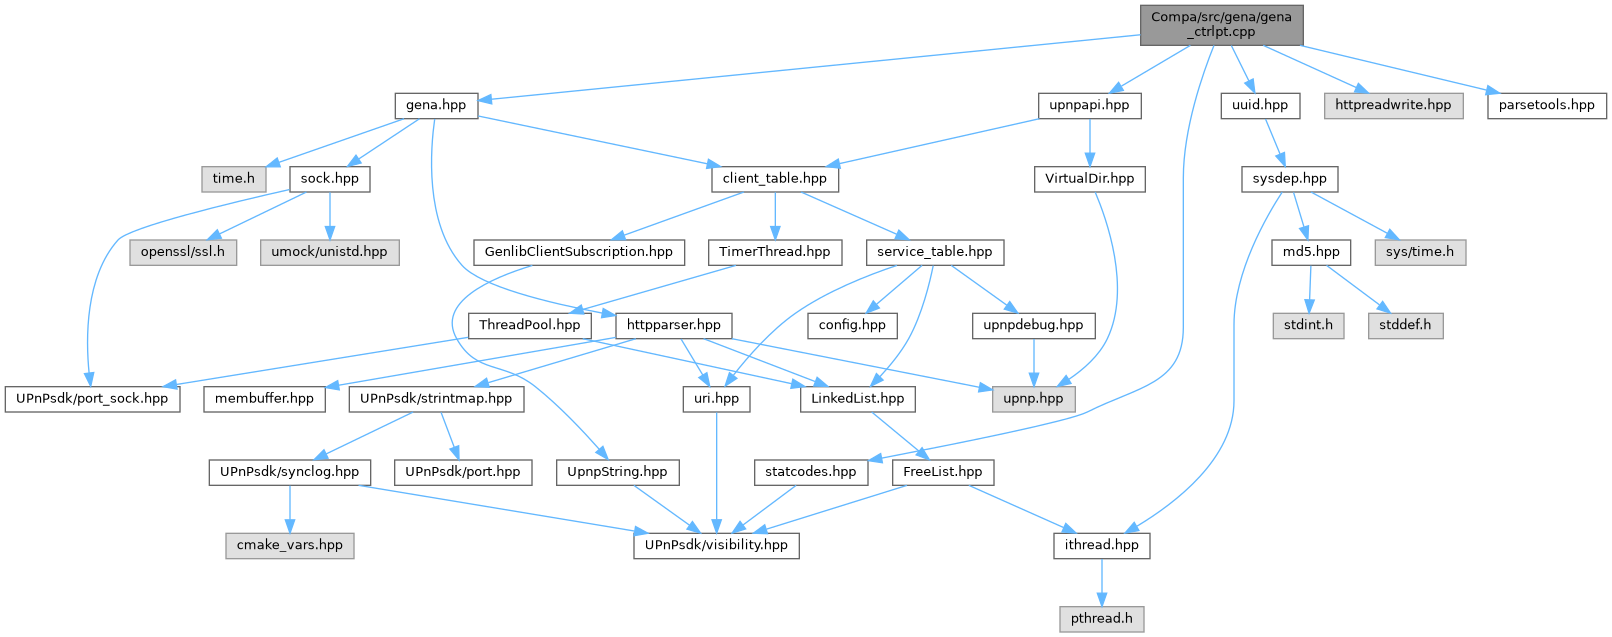 Compa/src/gena/gena
_ctrlpt.cpp
gena.hpp
upnpapi.hpp
uuid.hpp
httpreadwrite.hpp
parsetools.hpp
time.h
sock.hpp
client_table.hpp
VirtualDir.hpp
sysdep.hpp
openssl/ssl.h
umock/unistd.hpp
GenlibClientSubscription.hpp
TimerThread.hpp
service_table.hpp
md5.hpp
sys/time.h
ThreadPool.hpp
httpparser.hpp
config.hpp
upnpdebug.hpp
stdint.h
stddef.h
UPnPsdk/port_sock.hpp
membuffer.hpp
UPnPsdk/strintmap.hpp
uri.hpp
LinkedList.hpp
upnp.hpp
UPnPsdk/synclog.hpp
UPnPsdk/port.hpp
UpnpString.hpp
statcodes.hpp
FreeList.hpp
cmake_vars.hpp
UPnPsdk/visibility.hpp
ithread.hpp
pthread.h